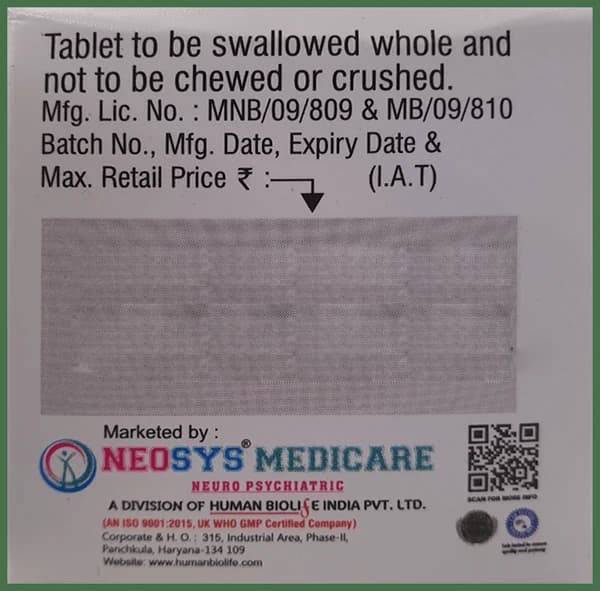 Tablet to be swallowed whole and
not to be chewed or crushed.
Mfg. Lic. No. : MNB/09/809 & MB/09/810
Batch No., Mfg. Date, Expiry Date &
Max. Retail Price ₹ : (I.A.T)
Marketed by :
NEOSYS® MEDICARE
NEURO PSYCHIATRIC
A DIVISION OF HUMAN BIOLIFE INDIA PVT. LTD.
(AN ISO 9001:2015, UK WHO GMP Certified Company)
Corporate & H. O. : 315, Industrial Area, Phase-II,
Panchkula, Haryana-134 109
Website: www.humanbiolife.com
SCAN FOR MORE INFO